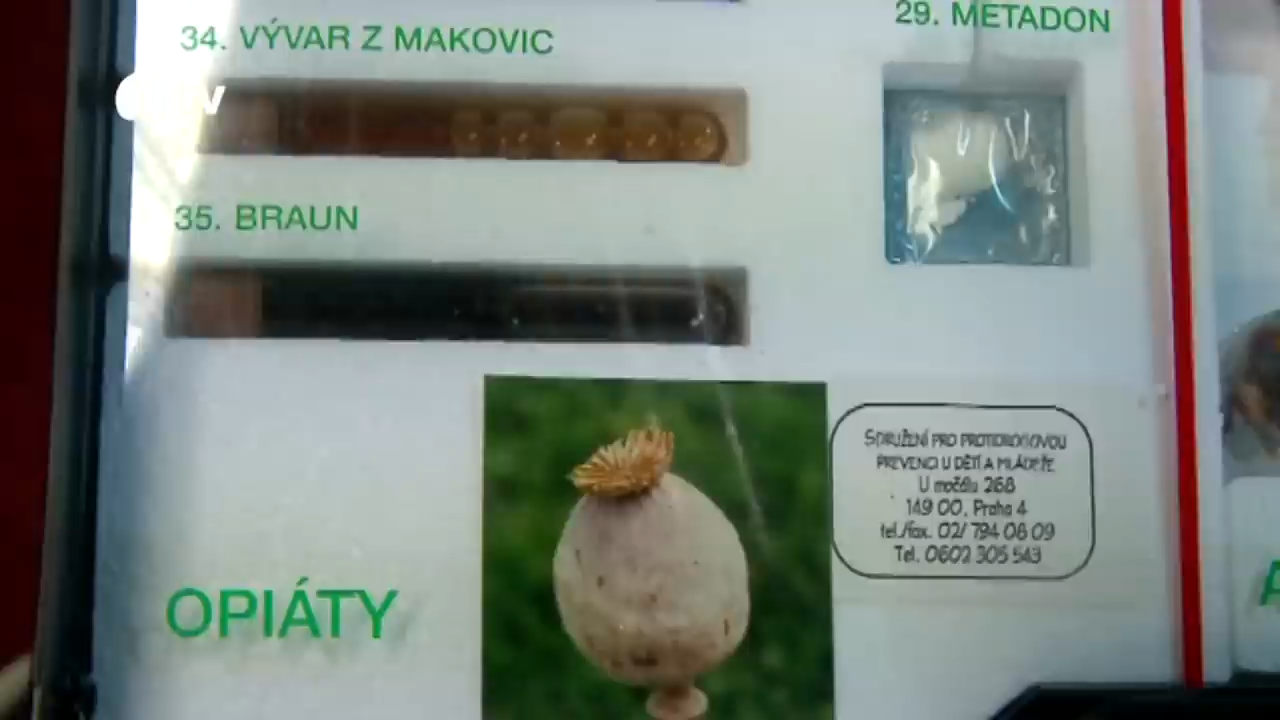 34. VÝVAR Z MAKOVIC
29. METADON
35. BRAUN
SDRUŽENÍ PRO PROTIDROGOVOU
PREVENCI U DĚTÍ A MLÁDEŽE
U močálu 268
149 00, Praha 4
tel./fax. 02/ 794 08 09
Tel. 0602 305 543
OPIÁTY